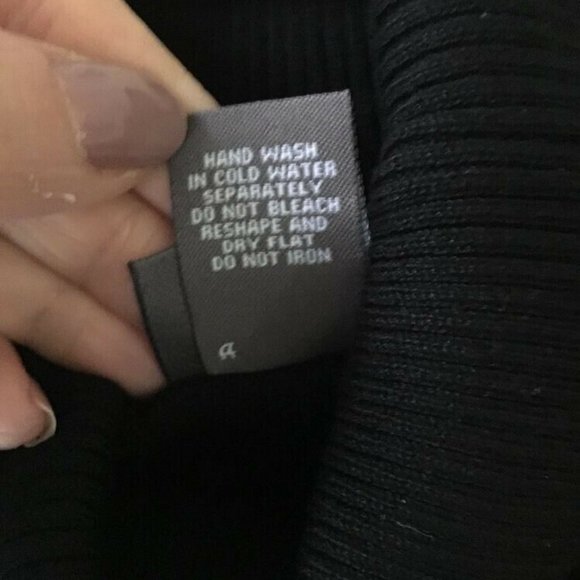 HAND WASH
IN COLD WATER
SEPARATELY
DO NOT BLEACH
RESHAPE AND
DRY FLAT
DO NOT IRON